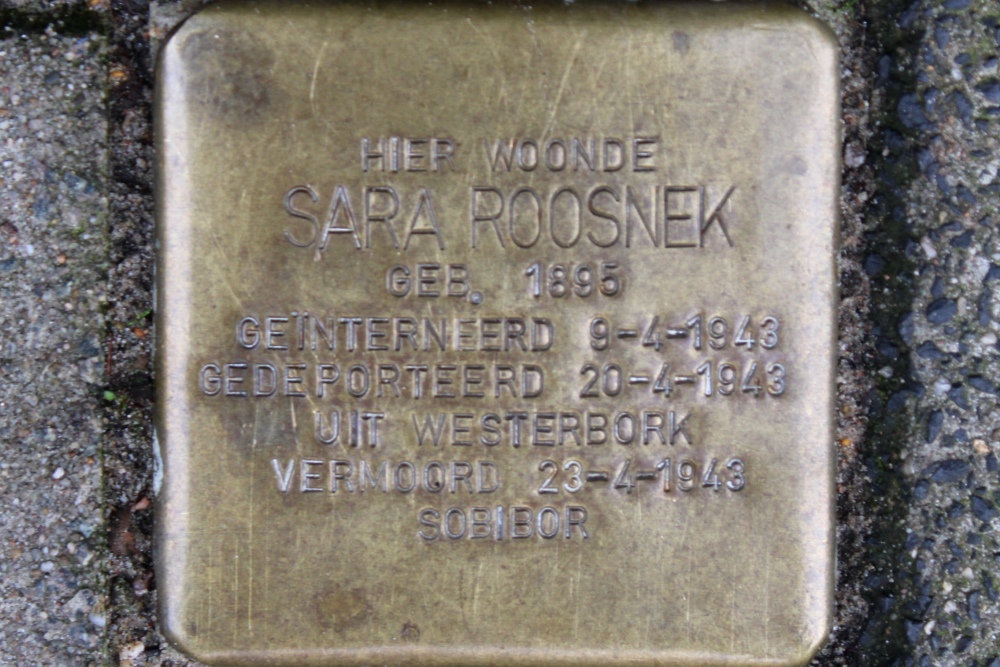 HIER WOONDE
SARA ROOSNEK
GEB. 1895
GEÏNTERNEERD 9-4-1943
GEDEPORTEERD 20-4-1943
UIT WESTERBORK
VERMOORD 23-4-1943
SOBIBOR